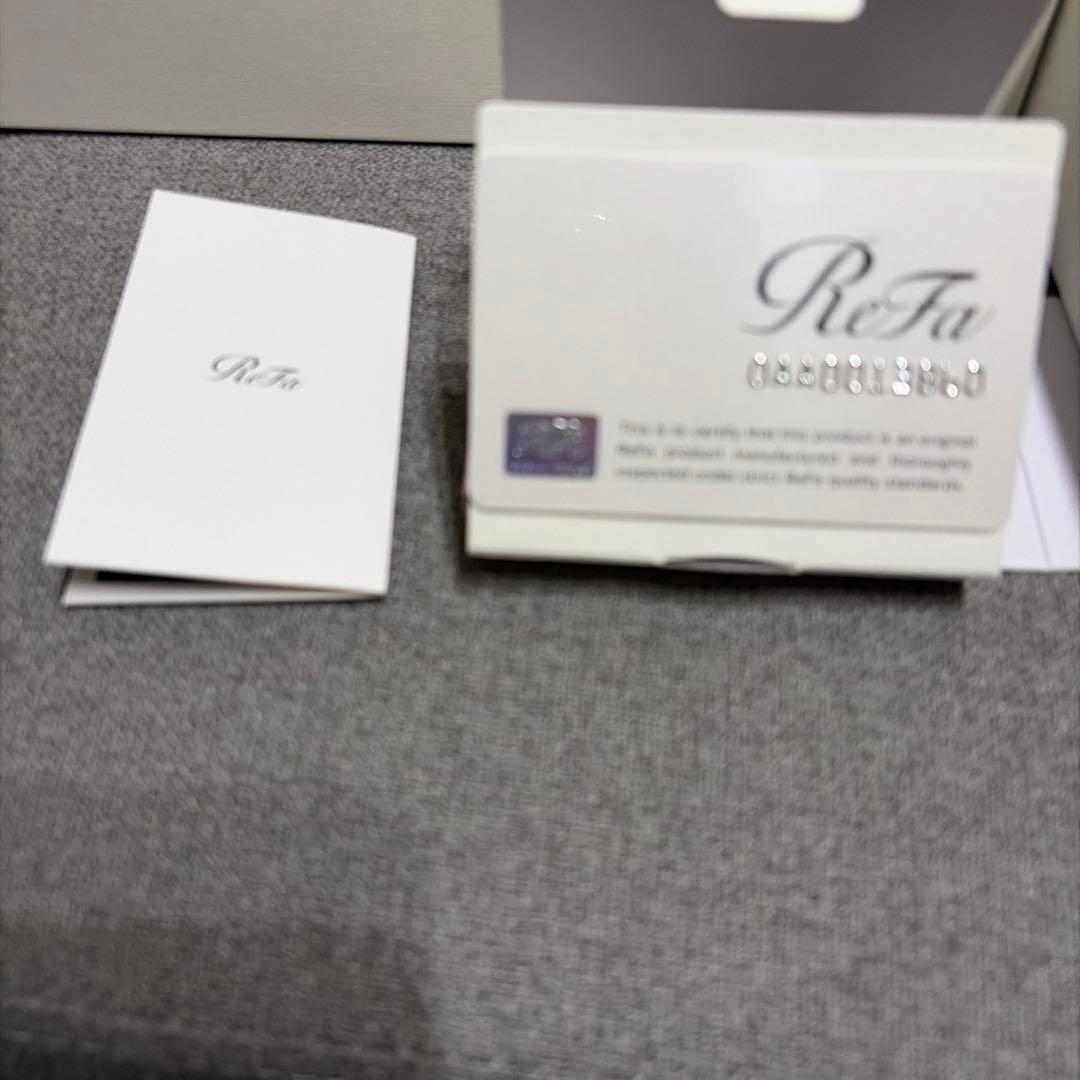 ReFa
ReFa
This is to certify that this product is an original
ReFa product manufactured and thoroughly
inspected under strict ReFa quality standards.